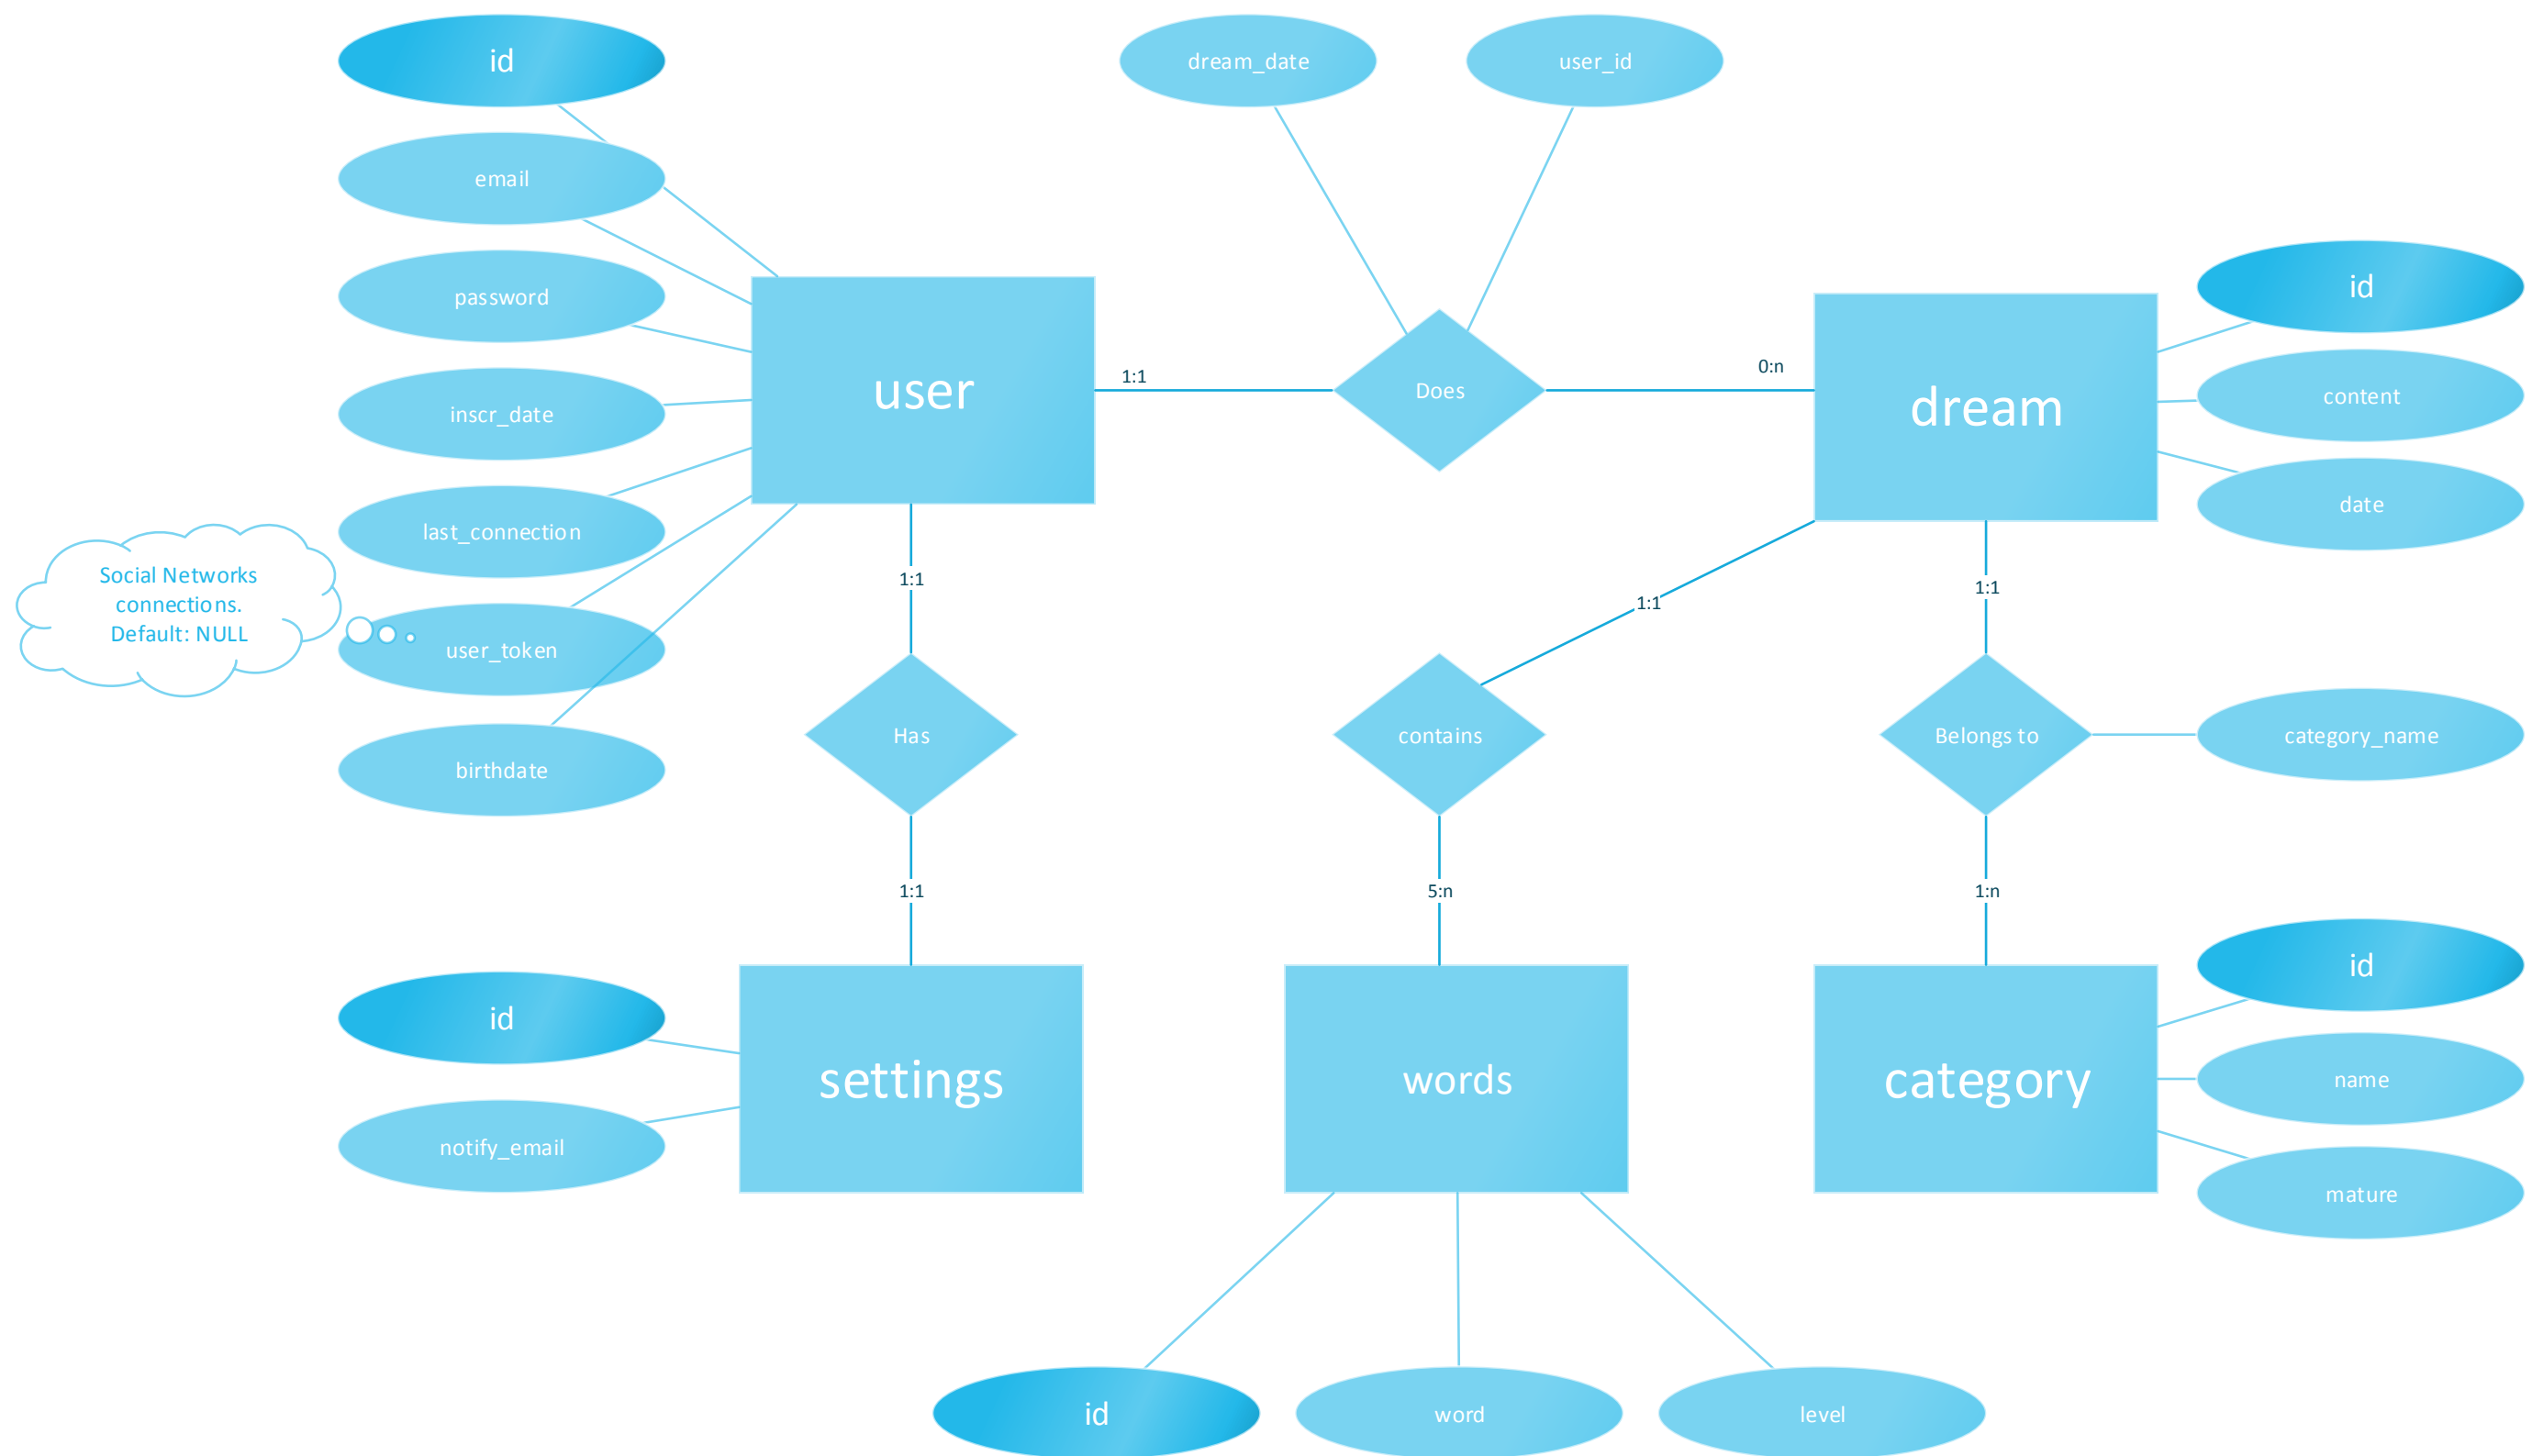 id
dream_date
user_id
email
id
password
user
1:1
Does
0:n
dream
content
inscr_date
date
last_connection
Social Networks
connections.
Default: NULL
1:1
1:1
1:1
user_token
Has
contains
Belongs to
category_name
birthdate
1:1
5:n
1:n
id
id
settings
words
category
name
notify_email
mature
id
word
level